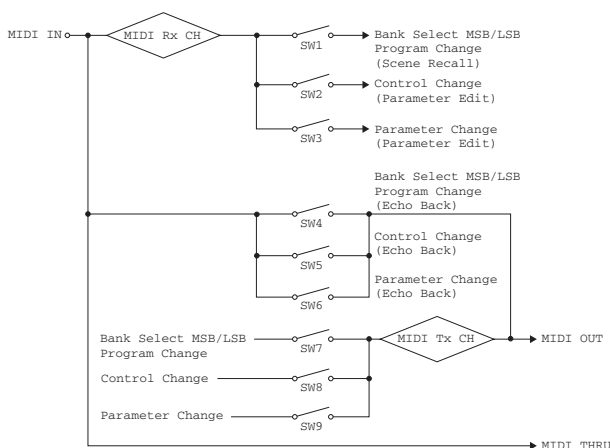 MIDI IN
MIDI Rx CH
SW1
Bank Select MSB/LSB
Program Change
(Scene Recall)
SW2
Control Change
(Parameter Edit)
SW3
Parameter Change
(Parameter Edit)
Bank Select MSB/LSB
Program Change
(Echo Back)
SW4
Control Change
(Echo Back)
SW5
Parameter Change
(Echo Back)
SW6
Bank Select MSB/LSB
Program Change
SW7
MIDI Tx CH
MIDI OUT
Control Change
SW8
Parameter Change
SW9
MIDI THRU